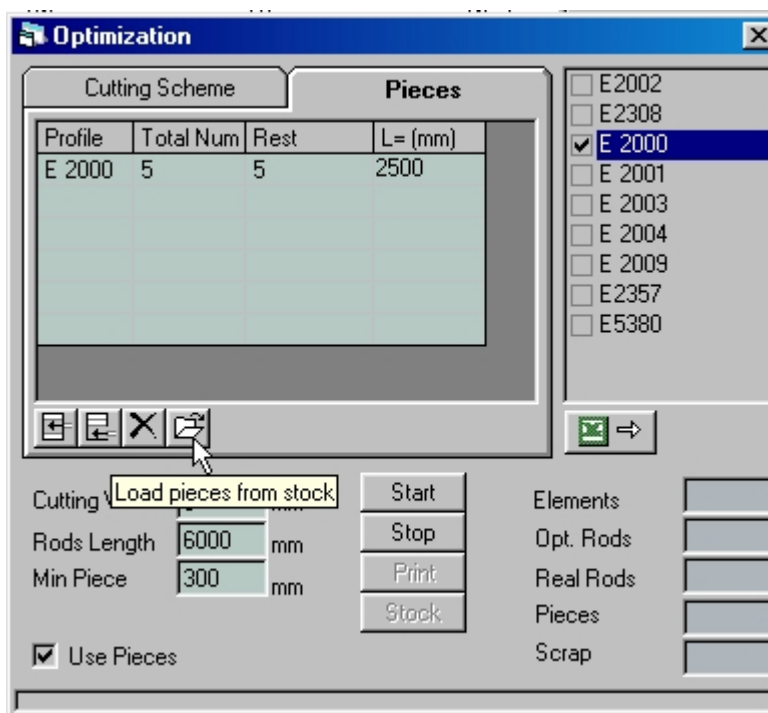 Optimization
Cutting Scheme
Pieces
Profile Total Num Rest L= (mm)
E 2000 5 5 2500
E2002
E2308
E 2000
E 2001
E 2003
E 2004
E 2009
E2357
E5380
Load pieces from stock
Cutting
Rods Length 6000 mm
Min Piece 300 mm
Use Pieces
Start
Stop
Print
Stock
Elements
Opt. Rods
Real Rods
Pieces
Scrap